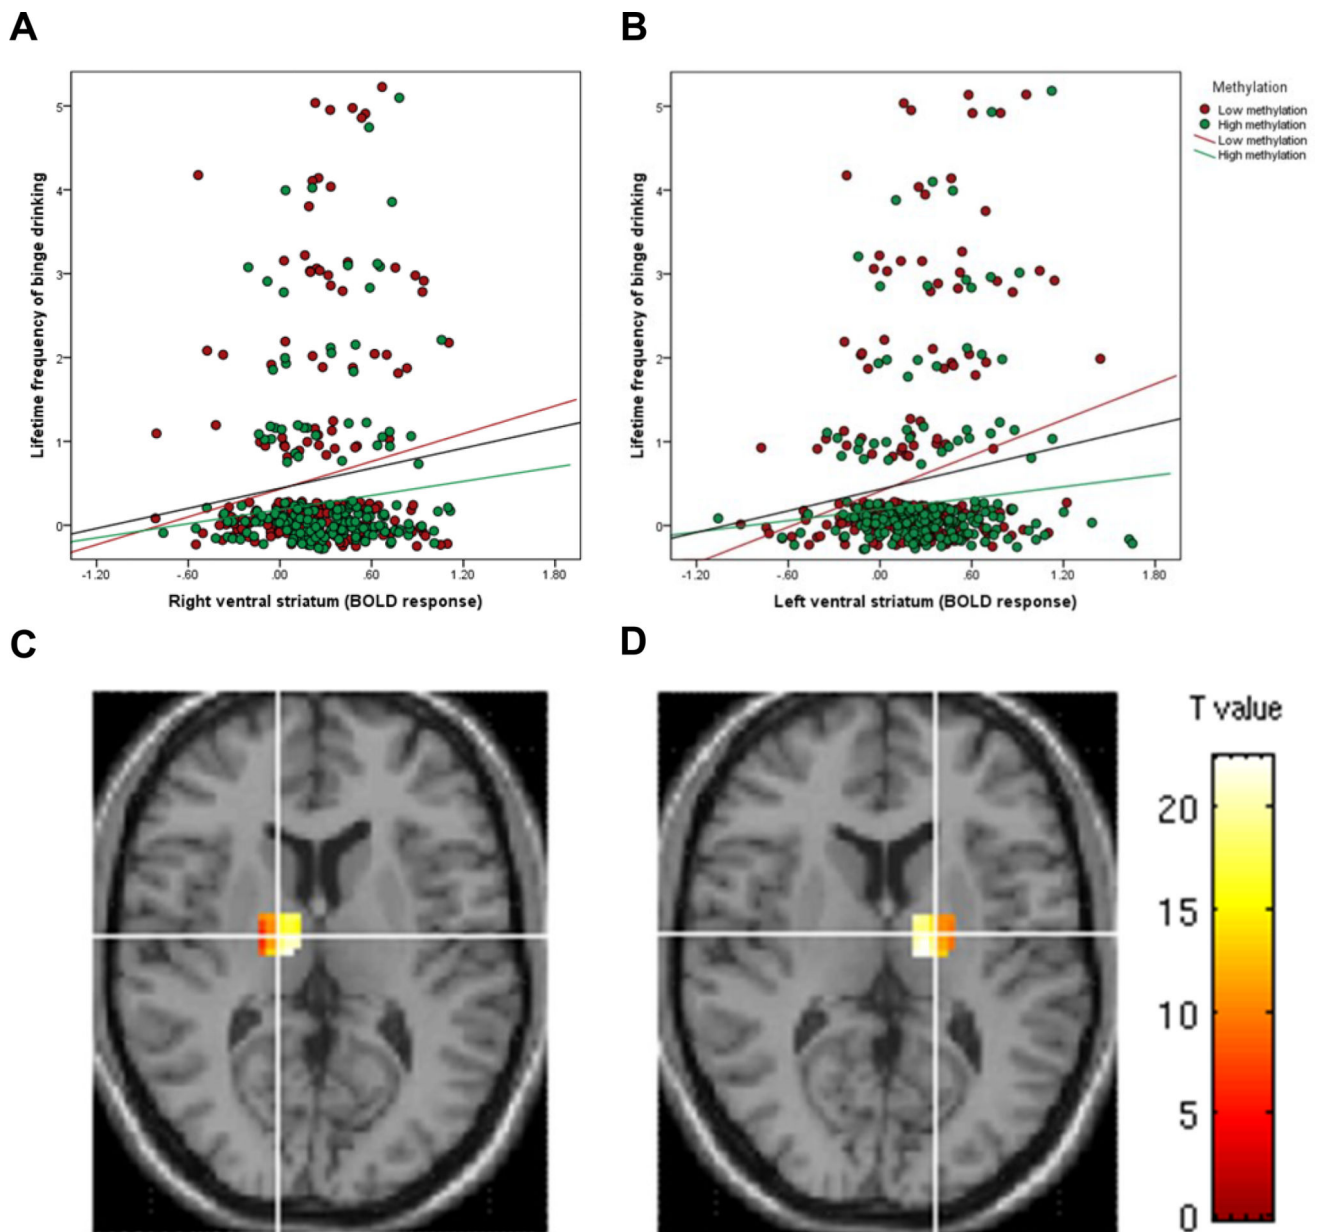 A
B
Lifetime frequency of binge drinking
5
4
3
2
1
0
-1.20 -.60 .00 .60 1.20 1.80
Right ventral striatum (BOLD response)
Lifetime frequency of binge drinking
5
4
3
2
1
0
-1.20 -.60 .00 .60 1.20 1.80
Left ventral striatum (BOLD response)
Methylation
Low methylation
High methylation
Low methylation
High methylation
C
D
T value
20
15
10
5
0